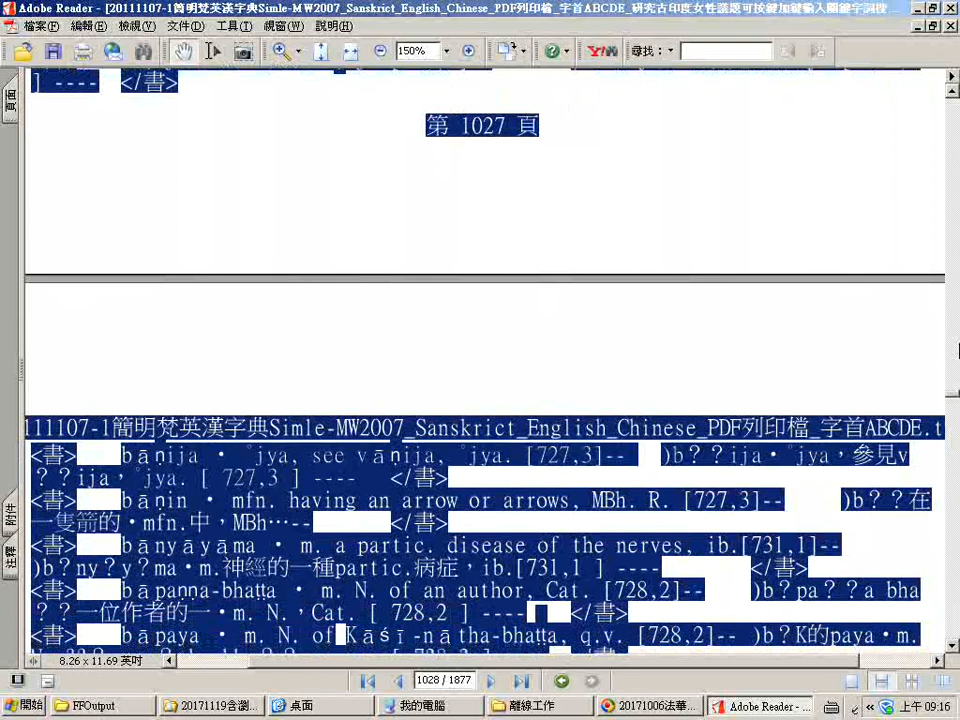 Adobe Reader - [20111107-1簡明梵英漢字典Simle-MW2007_Sanskrict_English_Chinese_PDF列印檔_字首ABCDE_研究古印度女性議題可按鍵加鍵輸入關鍵字詞搜
檔案(F) 編輯(E) 檢視(V) 文件(D) 工具(T) 視窗(W) 說明(H)
150% Y! 尋找：
頁面
] ---- </書>
第 1027 頁
111107-1簡明梵英漢字典Simle-MW2007_Sanskrict_English_Chinese_PDF列印檔_字首ABCDE.t
<書> bāṇija ‧ ˚jya, see vāṇija, ˚jya. [727,3]-- )b？？ija‧˚jya，參見v
？？ija，˚jya. [ 727,3 ] ---- </書>
<書> bāṇin ‧ mfn. having an arrow or arrows, MBh. R. [727,3]-- )b？？在
一隻箭的‧mfn.中，MBh…-- </書>
<書> bānyāyāma ‧ m. a partic. disease of the nerves, ib.[731,1]--
)b？ny？y？ma‧m.神經的一種partic.病症，ib.[731,1 ] ---- </書>
<書> bāpaṇṇa-bhaṭṭa ‧ m. N. of an author, Cat. [728,2]-- )b？pa？？a bha
？？一位作者的一‧m. N.，Cat. [ 728,2 ] ---- </書>
<書> bāpaya ‧ m. N. of Kāśī-nātha-bhaṭṭa, q.v. [728,2]-- )b？K的paya‧m.
附件
注釋
8.26 x 11.69 英吋
1028 / 1877
開始 FFOutput 20171119含瀏... 桌面 我的電腦 離線工作 20171006法華... Adobe Reader -... 上午 09:16